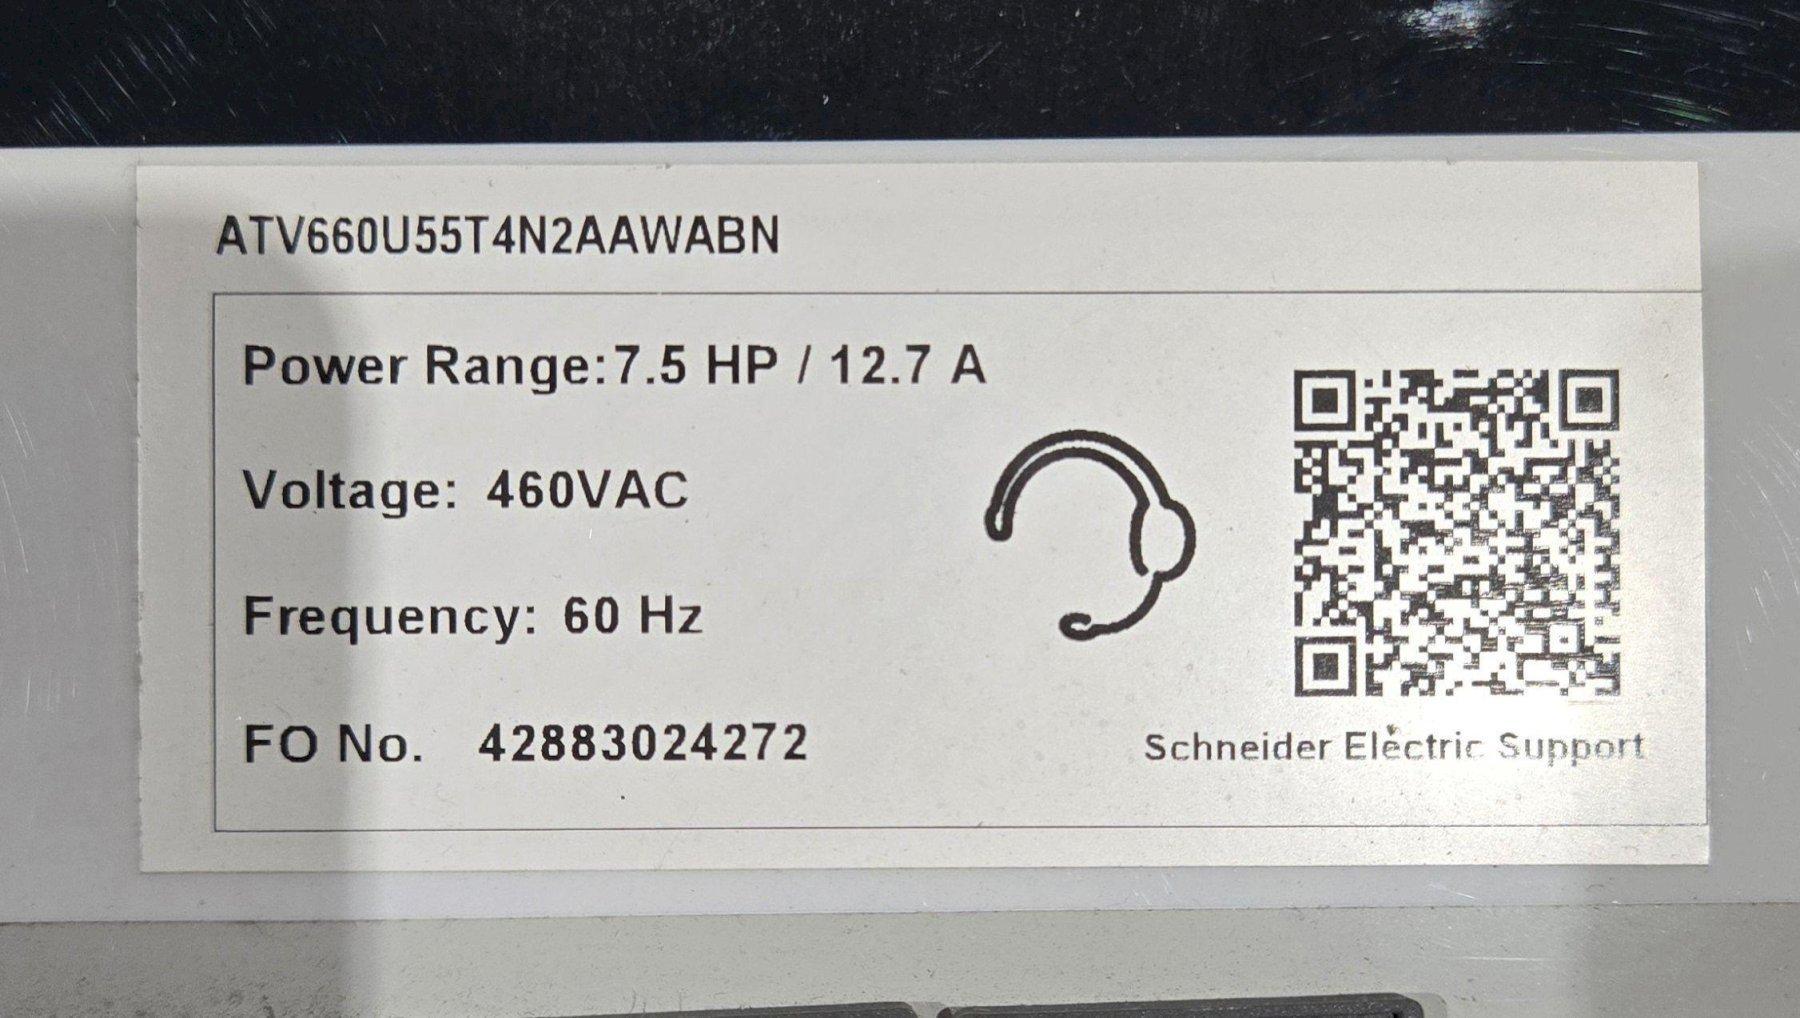 ATV660U55T4N2AAWABN
Power Range:7.5 HP / 12.7 A
Voltage: 460VAC
Frequency: 60 Hz
FO No. 42883024272
Schneider Electric Support